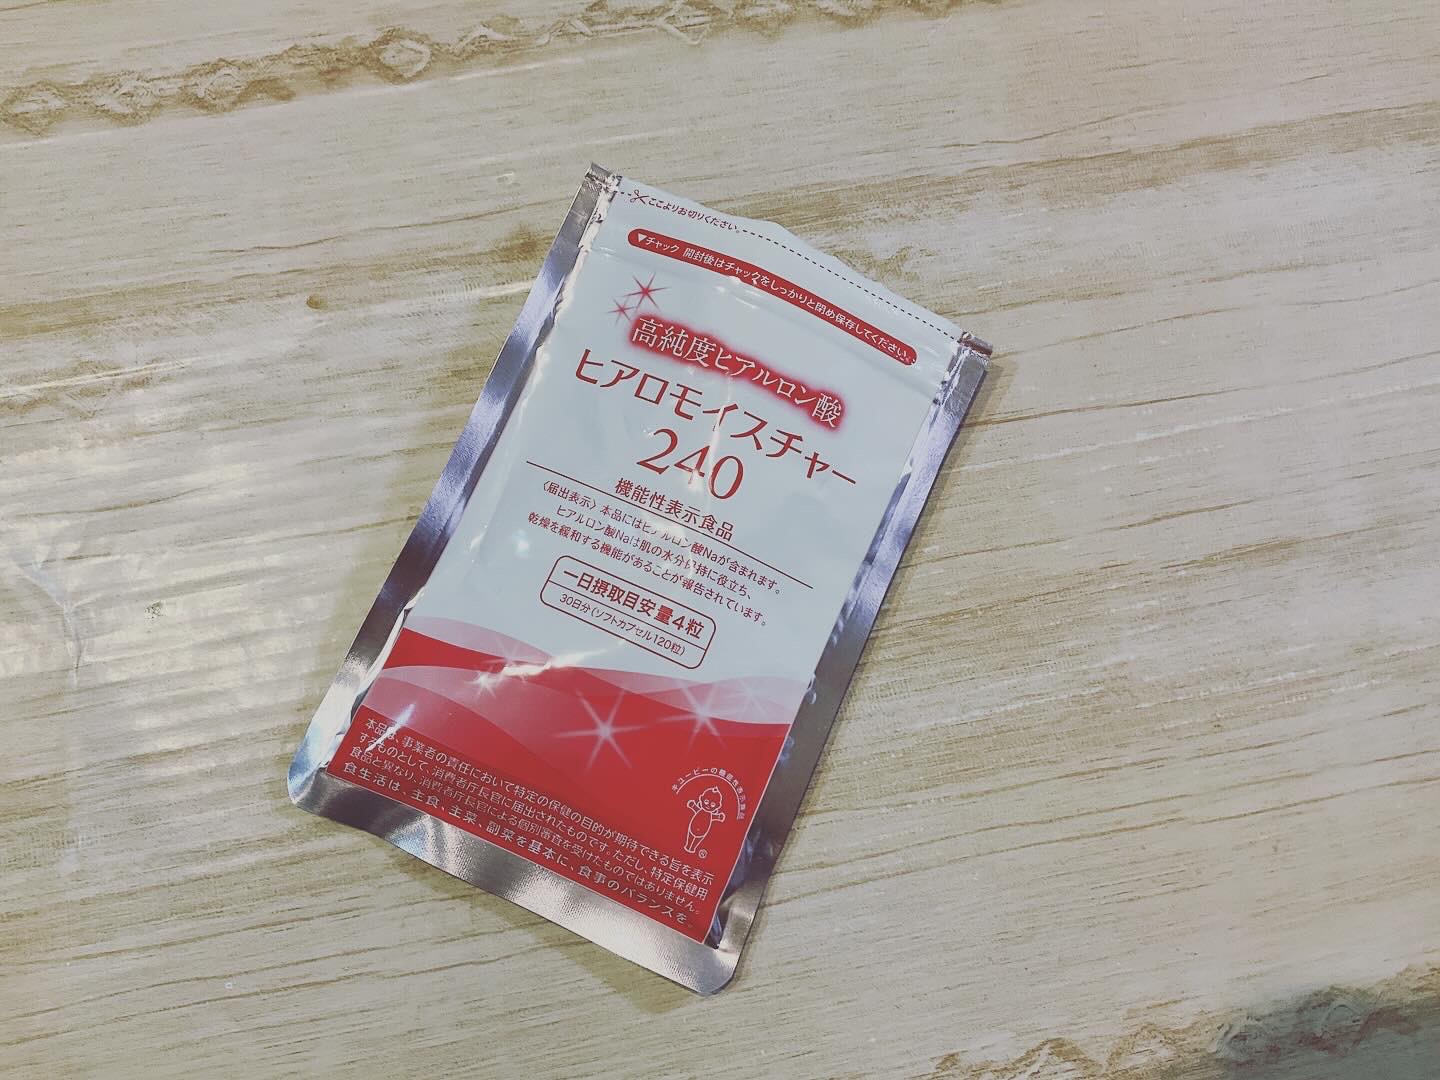 ここよりお切りください。
▼チャック 開封後はチャックをしっかりと閉め保存してください。
高純度ヒアルロン酸
ヒアロモイスチャー
240
機能性表示食品
〈届出表示〉本品にはヒアルロン酸Naが含まれます。
ヒアルロン酸Naは肌の水分保持に役立ち、
乾燥を緩和する機能があることが報告されています。
一日摂取目安量4粒
30日分(ソフトカプセル120粒)
キユーピーの機能性表示食品
®
本品は、事業者の責任において特定の保健の目的が期待できる旨を表示
するものとして、消費者庁長官に届出されたものです。ただし、特定保健用
食品と異なり、消費者庁長官による個別審査を受けたものではありません。
食生活は、主食、主菜、副菜を基本に、食事のバランスを。